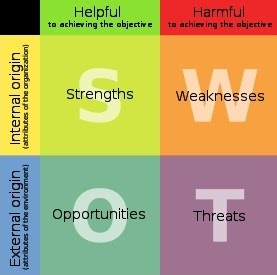 Helpful
to achieving the objective
Harmful
to achieving the objective
Internal origin
(attributes of the organization)
S
Strengths
W
Weaknesses
External origin
(attributes of the environment)
O
Opportunities
T
Threats